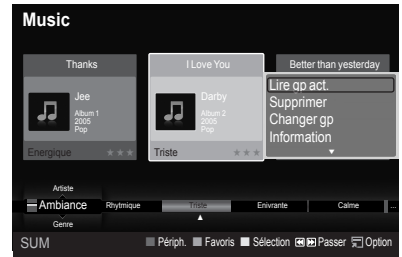 Music
Thanks
I Love You
Better than yesterday
Jee
Album 1
2005
Pop
Energique
Darby
Album 2
2005
Pop
Triste
Lire gp act.
Supprimer
Changer gp
Information
Artiste
Ambiance
Rhytmique
Triste
Enivrante
Calme
...
Genre
SUM
Périph.
Favoris
Sélection
Passer
Option